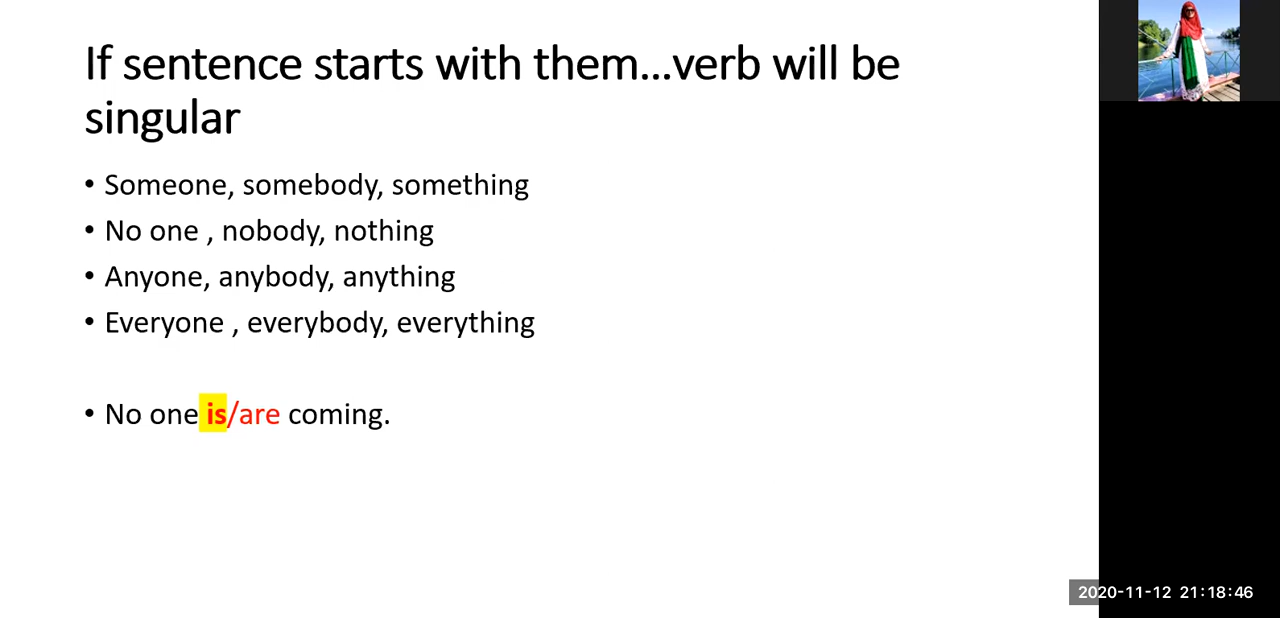 If sentence starts with them...verb will be
singular
• Someone, somebody, something
• No one , nobody, nothing
• Anyone, anybody, anything
• Everyone , everybody, everything
• No one is/are coming.
2020-11-12 21:18:46